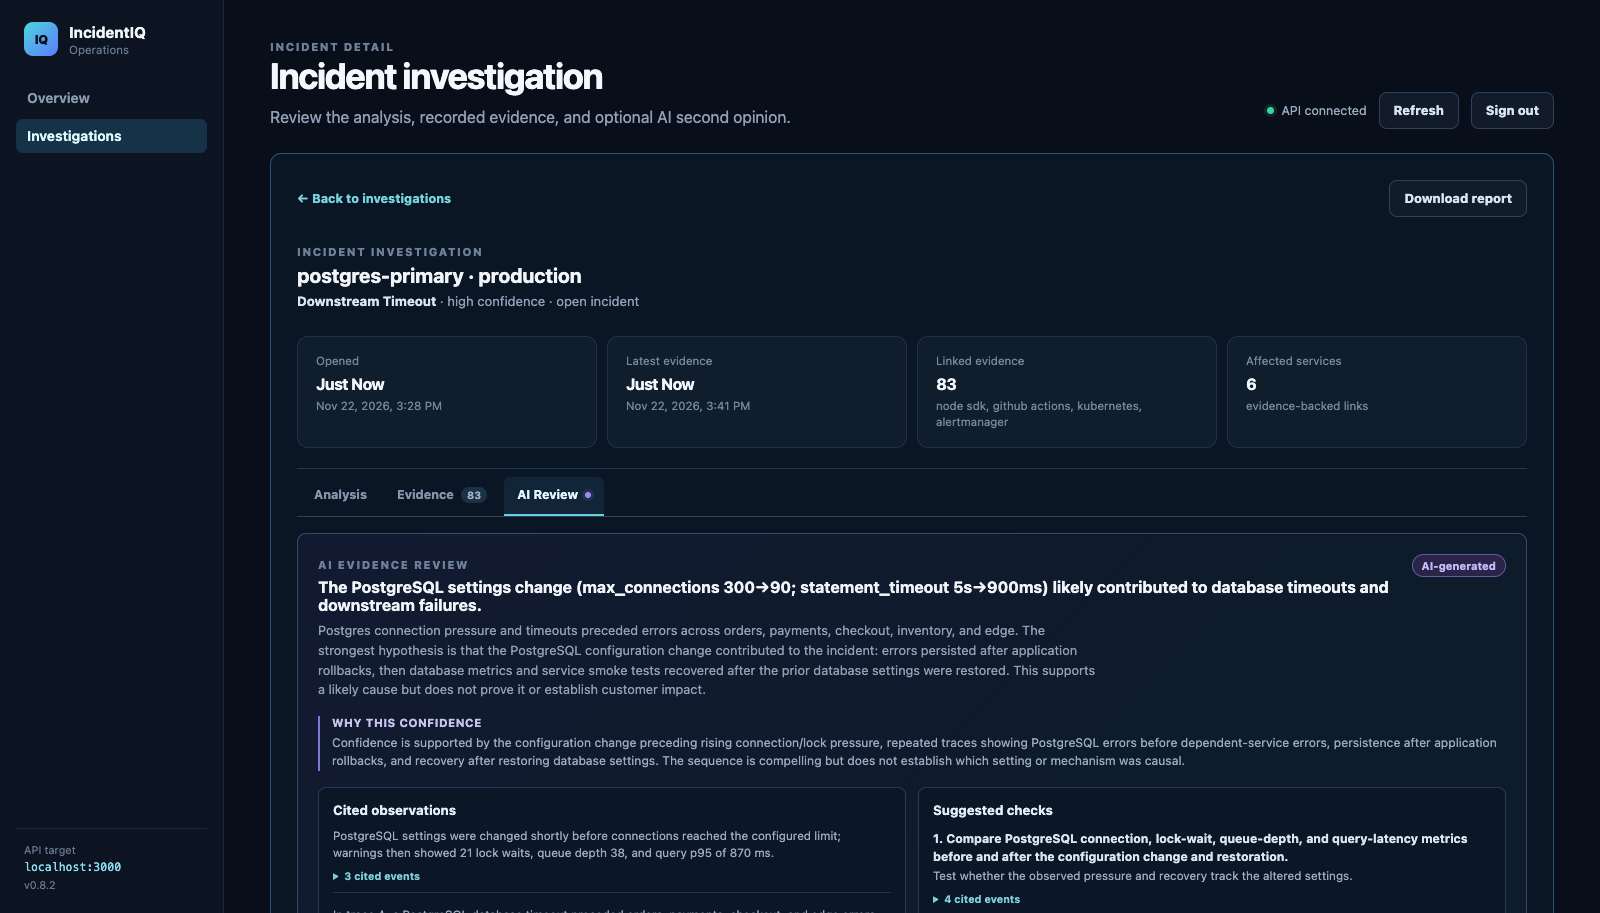 IQ
IncidentIQ
Operations
Overview
Investigations
API target
localhost:3000
v0.8.2
INCIDENT DETAIL
Incident investigation
Review the analysis, recorded evidence, and optional AI second opinion.
API connected
Refresh
Sign out
← Back to investigations
Download report
INCIDENT INVESTIGATION
postgres-primary · production
Downstream Timeout · high confidence · open incident
Opened
Just Now
Nov 22, 2026, 3:28 PM
Latest evidence
Just Now
Nov 22, 2026, 3:41 PM
Linked evidence
83
node sdk, github actions, kubernetes,
alertmanager
Affected services
6
evidence-backed links
Analysis
Evidence 83
AI Review
AI EVIDENCE REVIEW
AI-generated
The PostgreSQL settings change (max_connections 300→90; statement_timeout 5s→900ms) likely contributed to database timeouts and
downstream failures.
Postgres connection pressure and timeouts preceded errors across orders, payments, checkout, inventory, and edge. The
strongest hypothesis is that the PostgreSQL configuration change contributed to the incident: errors persisted after application
rollbacks, then database metrics and service smoke tests recovered after the prior database settings were restored. This supports
a likely cause but does not prove it or establish customer impact.
WHY THIS CONFIDENCE
Confidence is supported by the configuration change preceding rising connection/lock pressure, repeated traces showing PostgreSQL errors before dependent-service errors, persistence after application
rollbacks, and recovery after restoring database settings. The sequence is compelling but does not establish which setting or mechanism was causal.
Cited observations
PostgreSQL settings were changed shortly before connections reached the configured limit;
warnings then showed 21 lock waits, queue depth 38, and query p95 of 870 ms.
▸ 3 cited events
Suggested checks
1. Compare PostgreSQL connection, lock-wait, queue-depth, and query-latency metrics
before and after the configuration change and restoration.
Test whether the observed pressure and recovery track the altered settings.
▸ 4 cited events